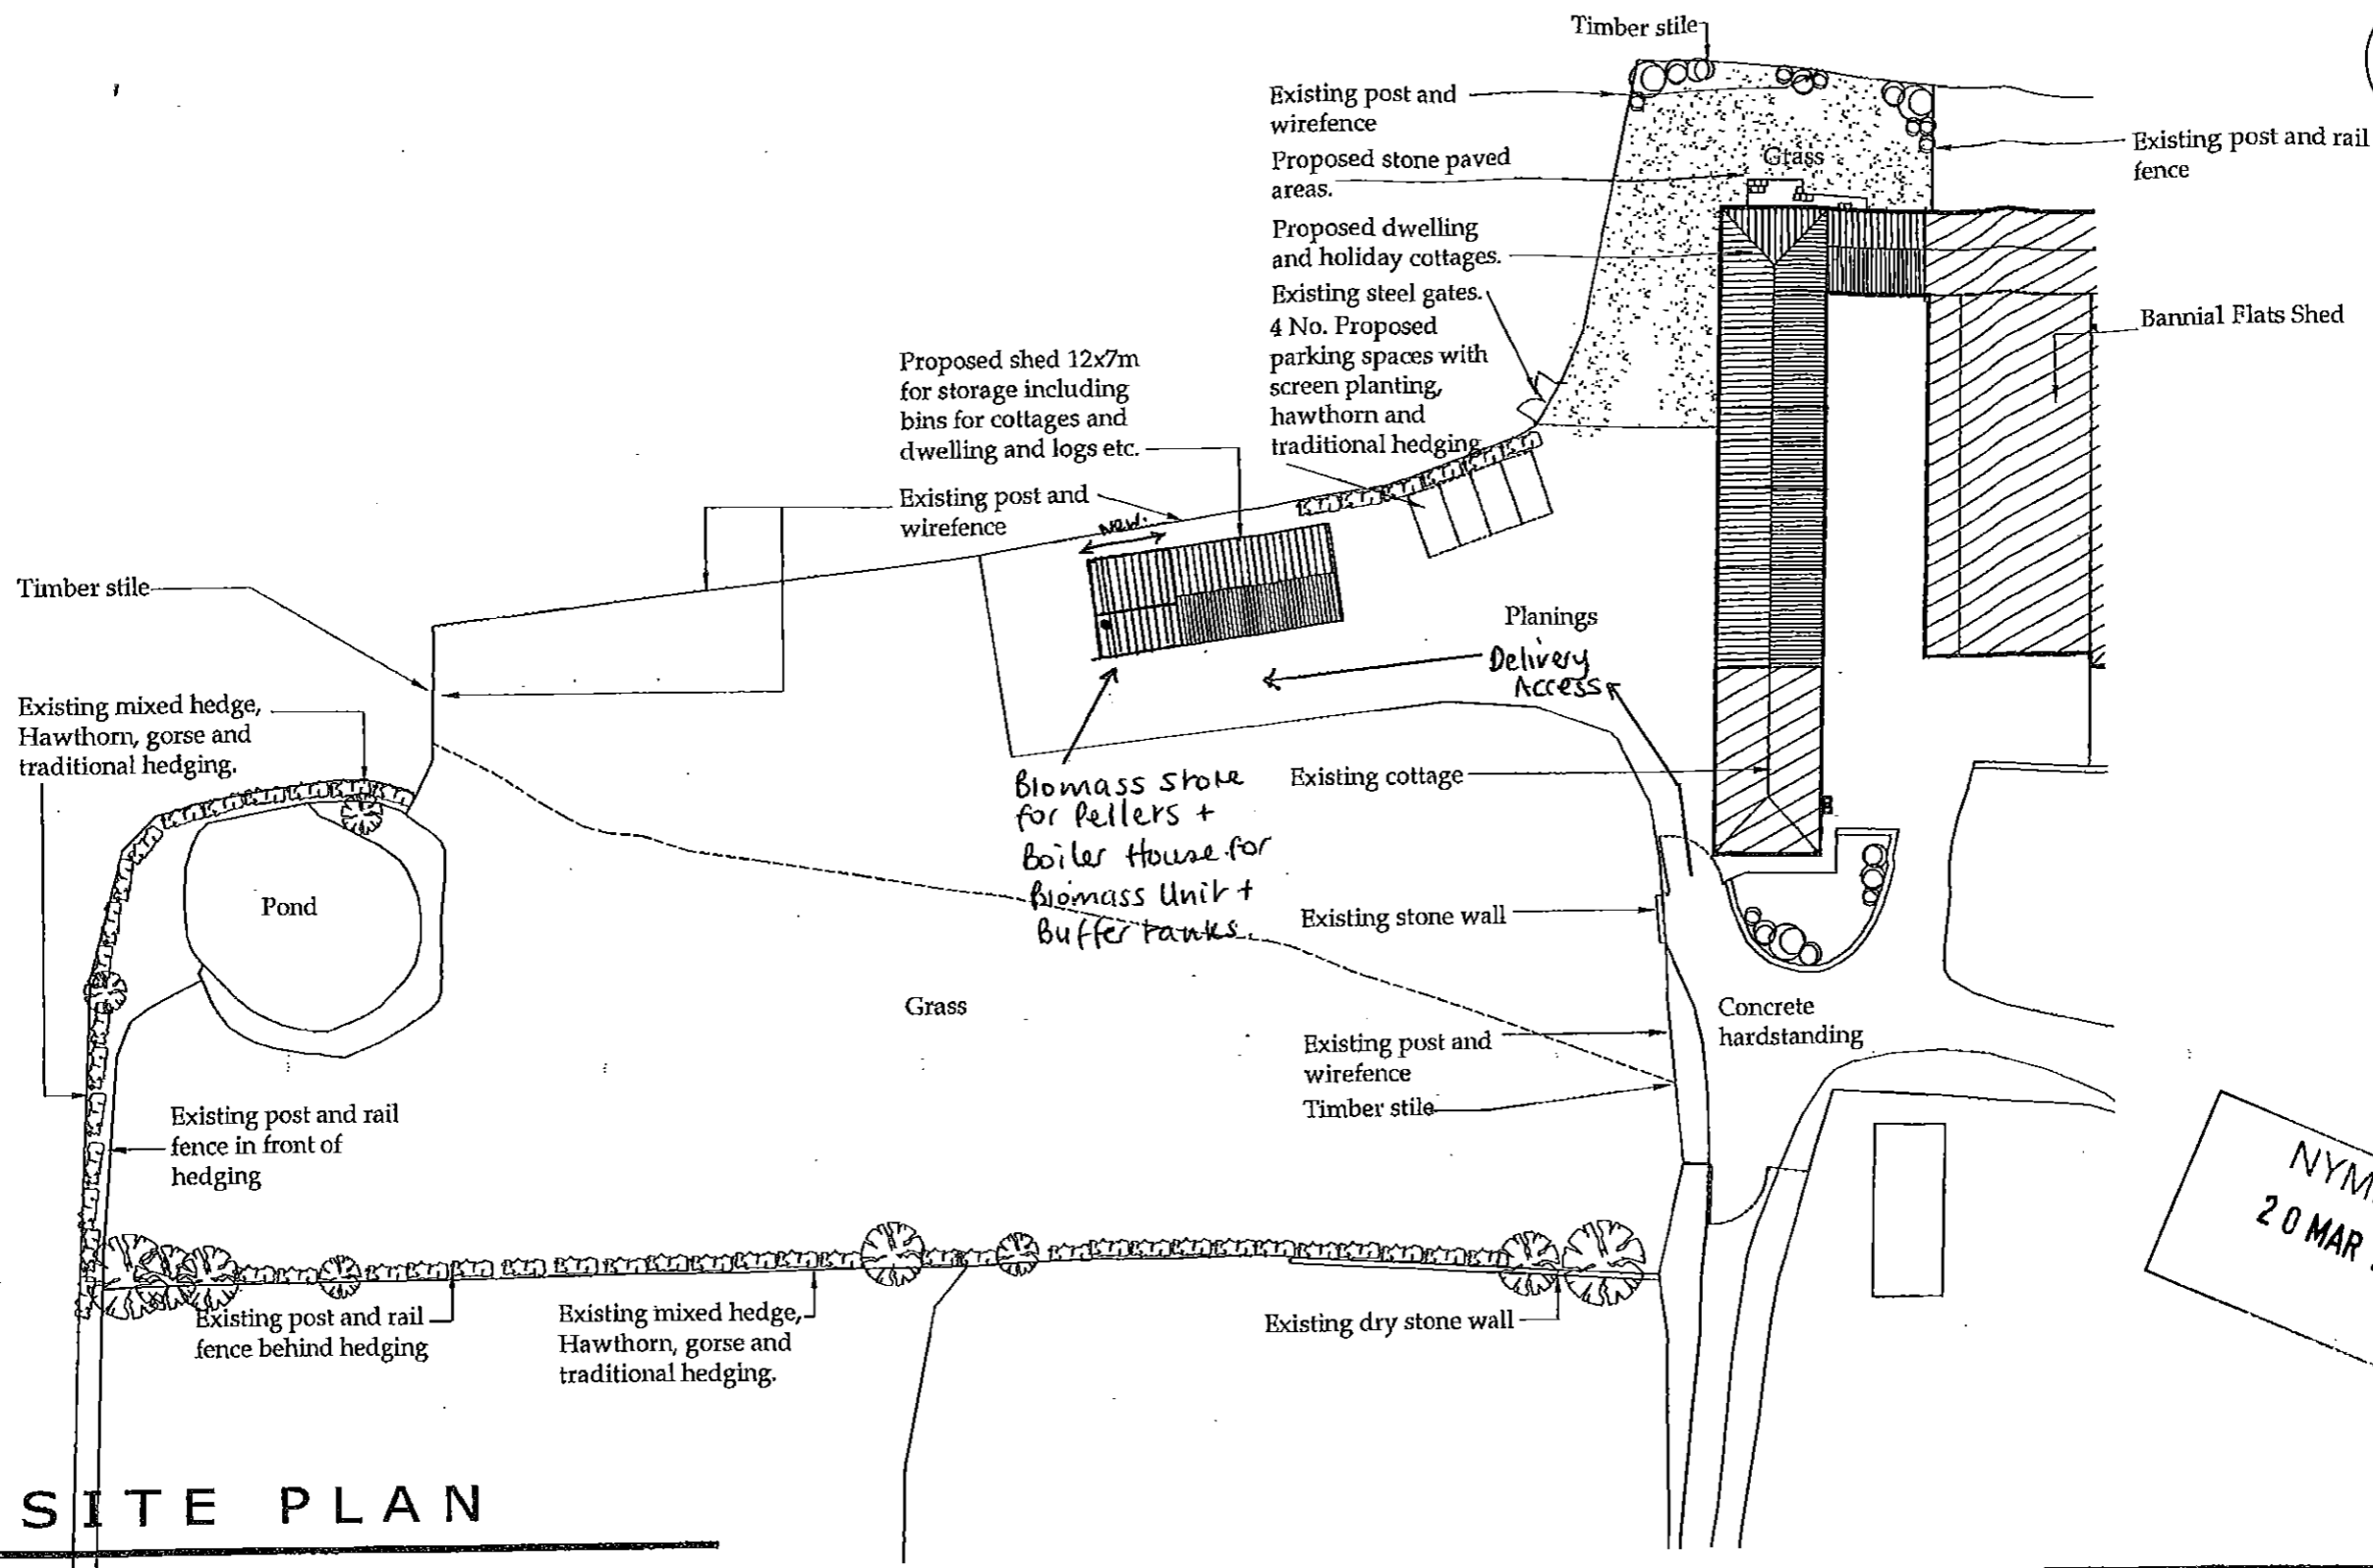 Timber stile
Existing post and
wirefence
Proposed stone paved
areas.
Grass
Existing post and rail
fence
Proposed dwelling
and holiday cottages.
Existing steel gates.
4 No. Proposed
parking spaces with
screen planting,
hawthorn and
traditional hedging
Bannial Flats Shed
Proposed shed 12x7m
for storage including
bins for cottages and
dwelling and logs etc.
Existing post and
wirefence
New.
Timber stile
Planings
Delivery
Access
Existing mixed hedge,
Hawthorn, gorse and
traditional hedging.
Biomass store
for Pellets +
Boiler House for
Biomass Unit +
Buffer tanks.
Existing cottage
Pond
Existing stone wall
Grass
Concrete
hardstanding
Existing post and
wirefence
Timber stile
Existing post and rail
fence in front of
hedging
NYM
20 MAR
Existing post and rail
fence behind hedging
Existing mixed hedge,
Hawthorn, gorse and
traditional hedging.
Existing dry stone wall
SITE PLAN